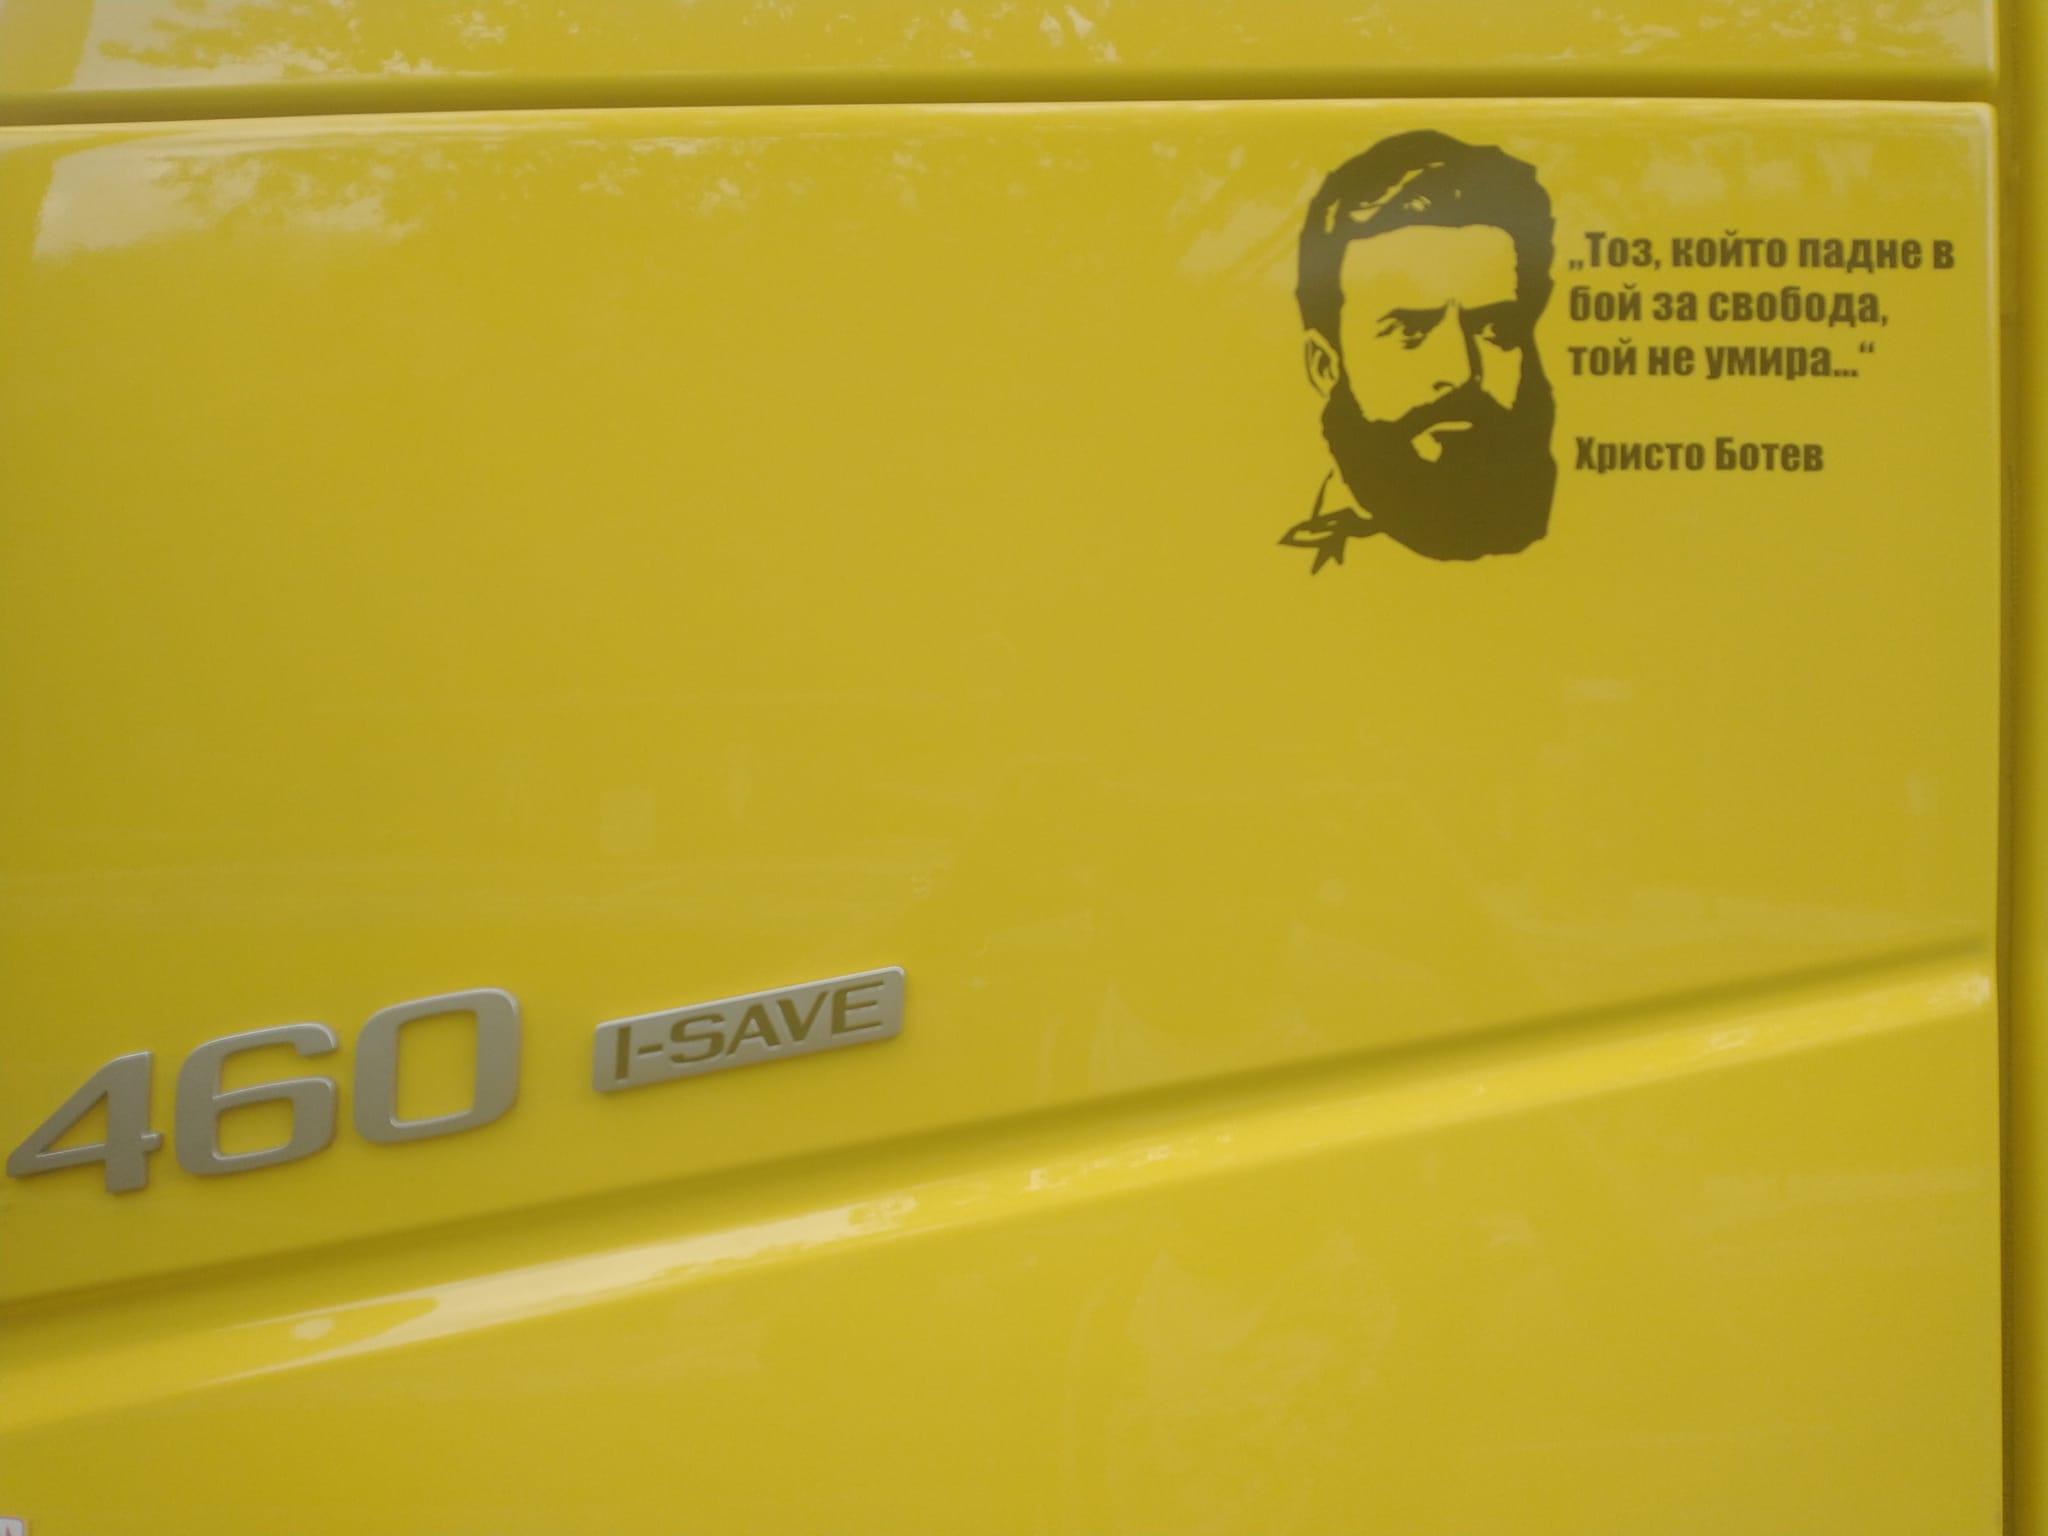 „Тоз, който падне в
бой за свобода,
той не умира...“
Христо Ботев
460 I-SAVE